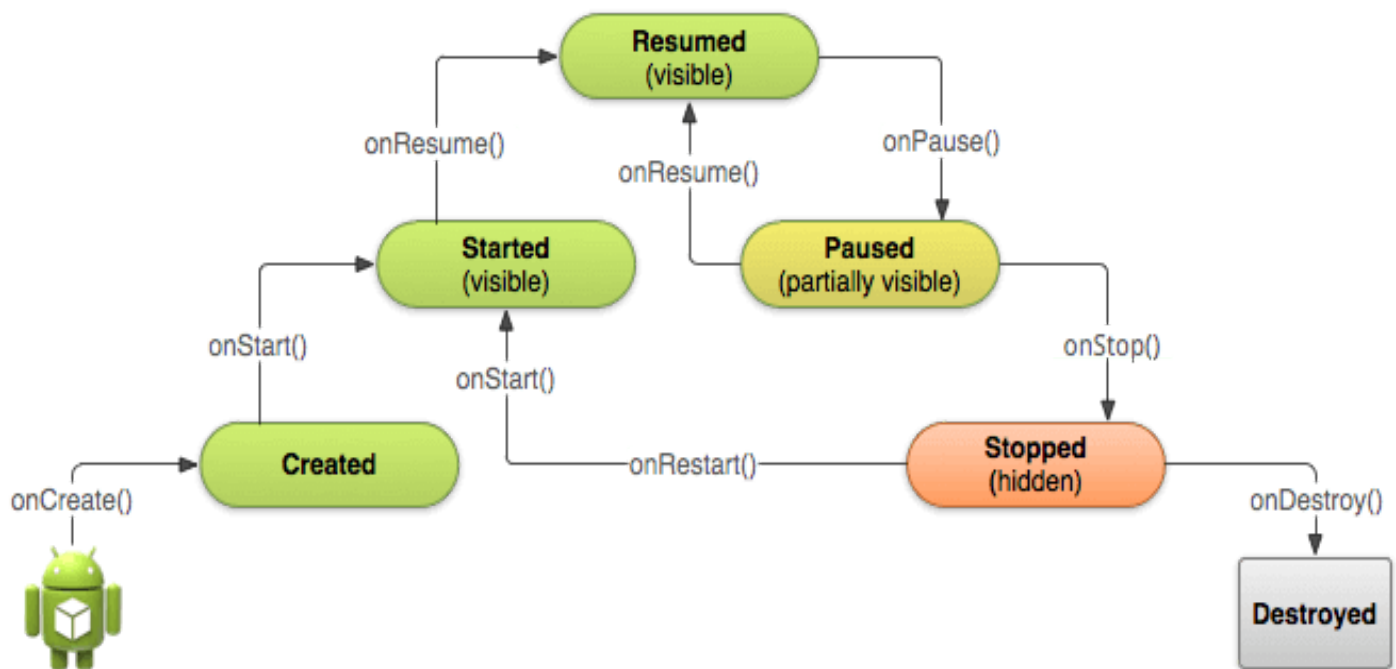 Resumed
(visible)
onResume()
onPause()
onResume()
Started
(visible)
Paused
(partially visible)
onStart()
onStop()
onStart()
Created
onRestart()
Stopped
(hidden)
onCreate()
onDestroy()
Destroyed